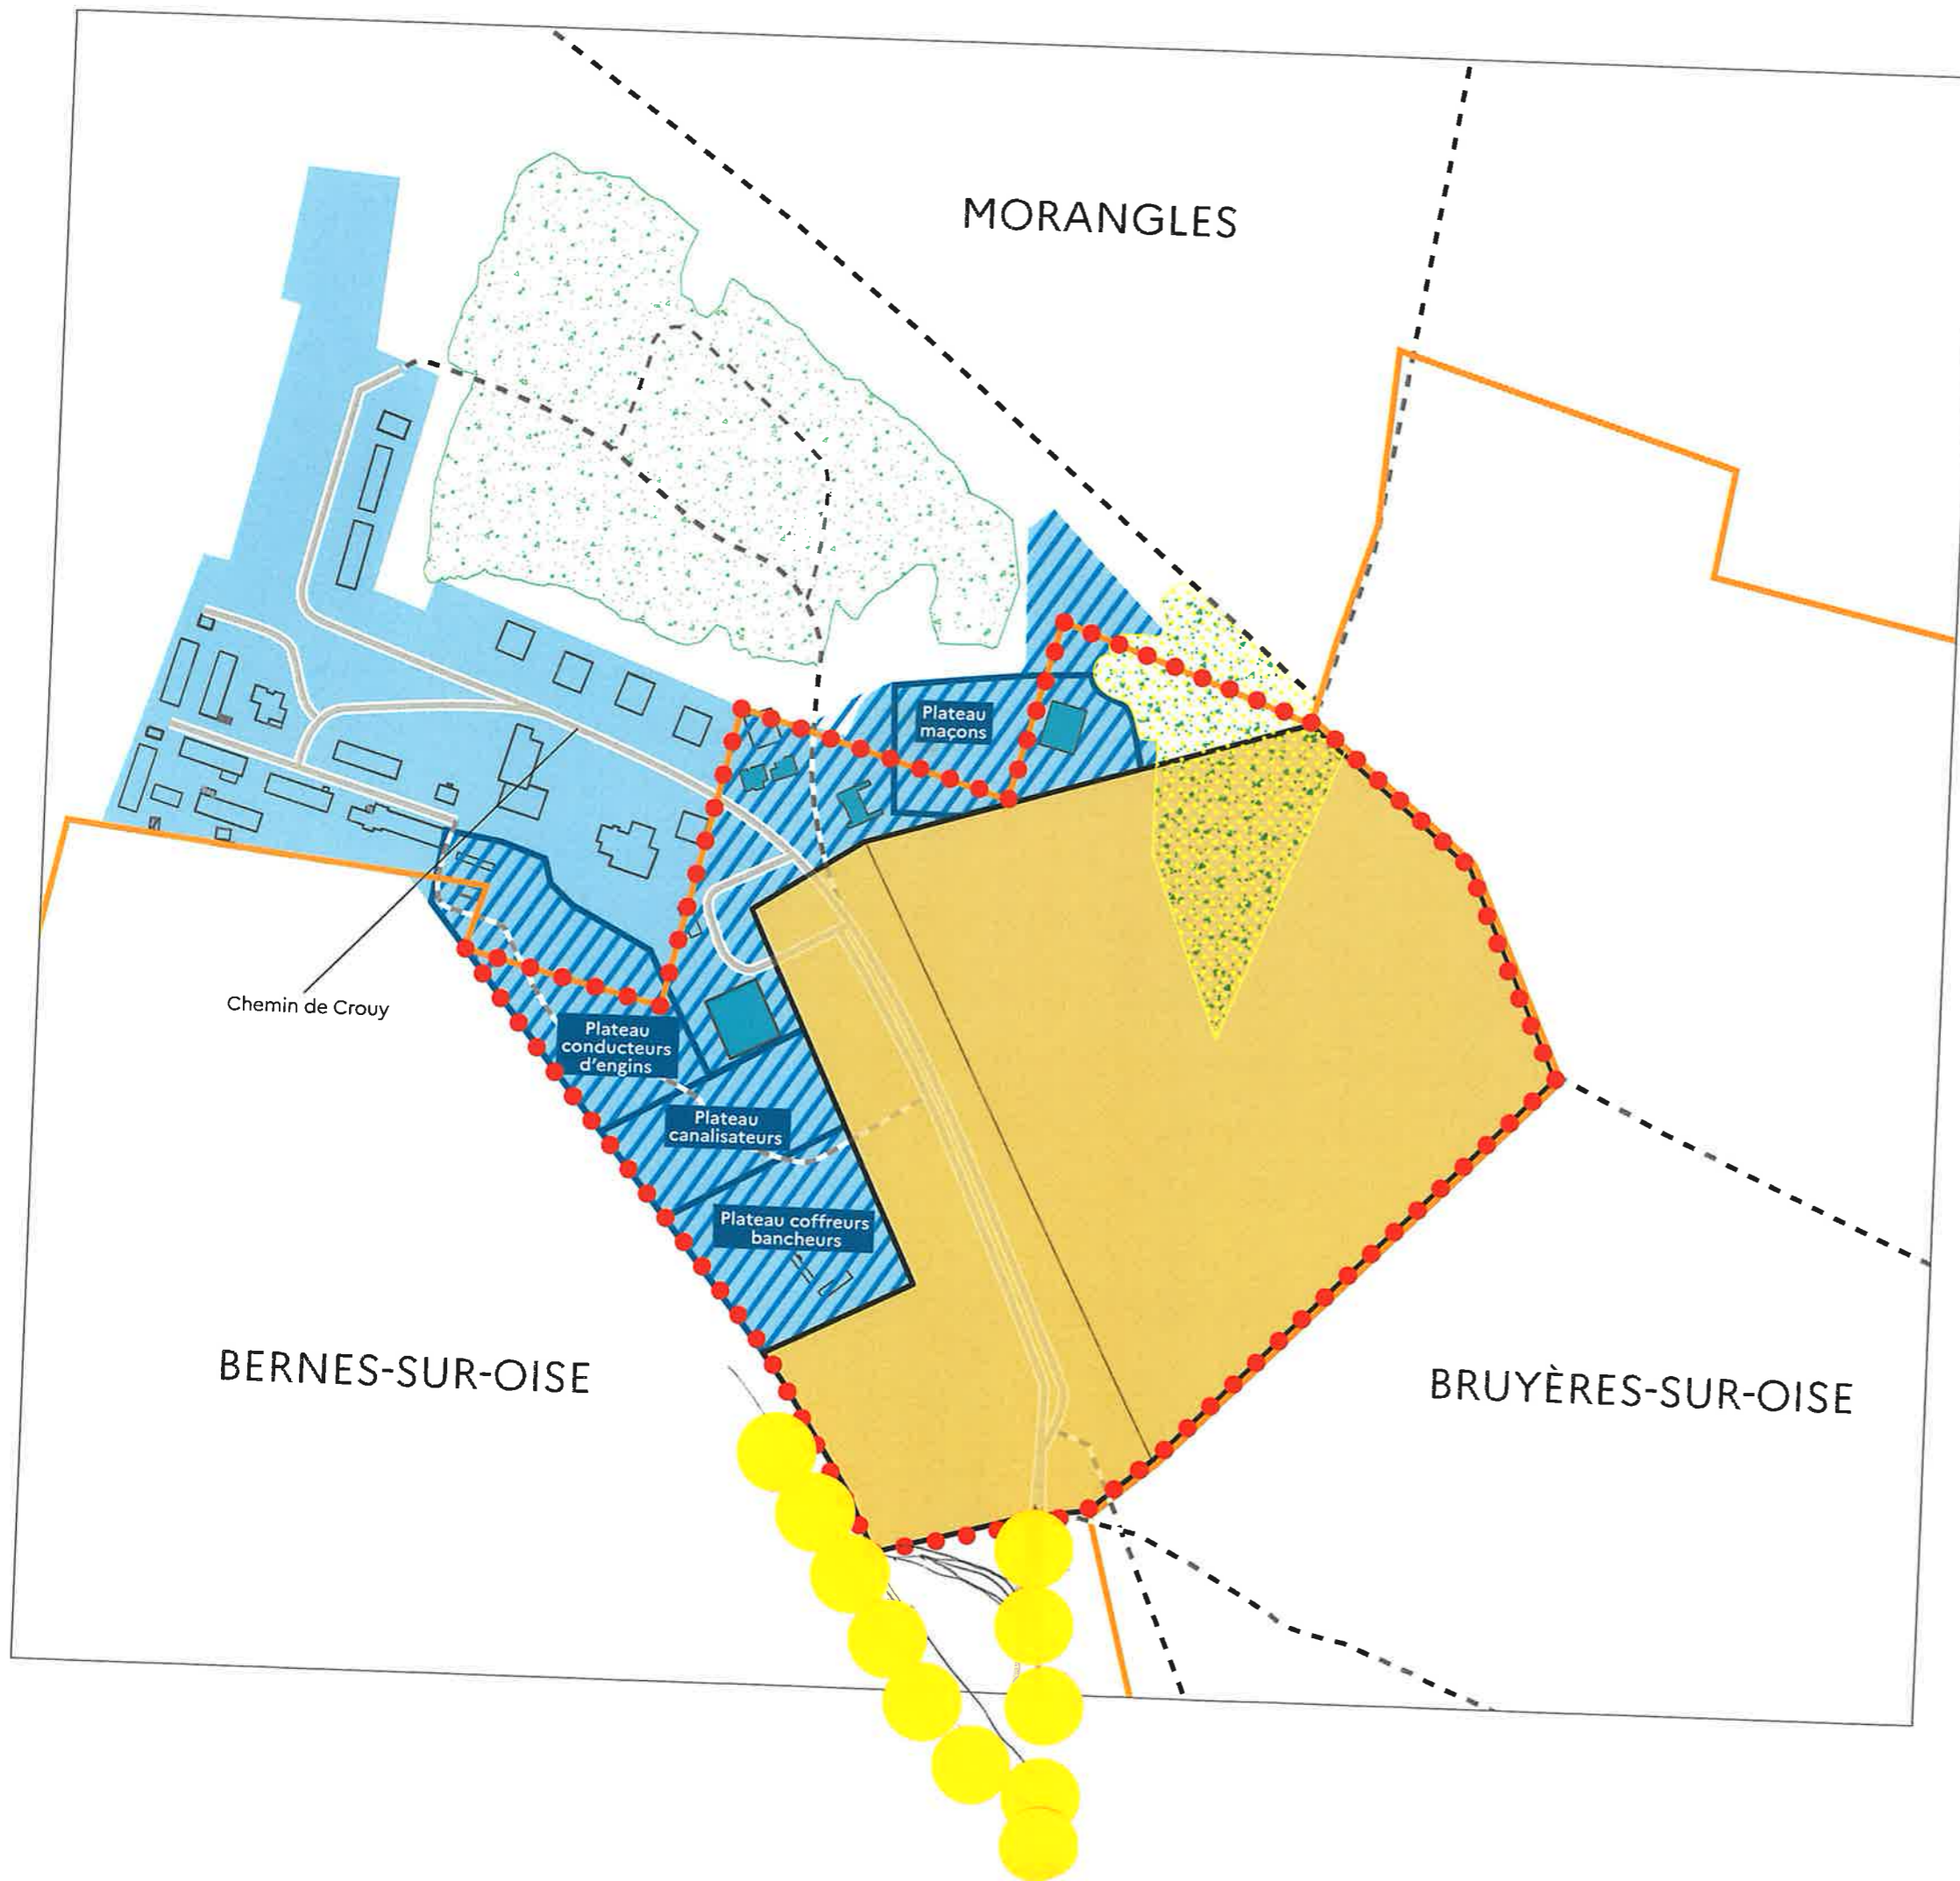 MORANGLES
Plateau
maçons
Chemin de Crouy
Plateau
conducteurs
d'engins
Plateau
canalisateurs
Plateau coffreurs
bancheurs
BERNES-SUR-OISE
BRUYÈRES-SUR-OISE